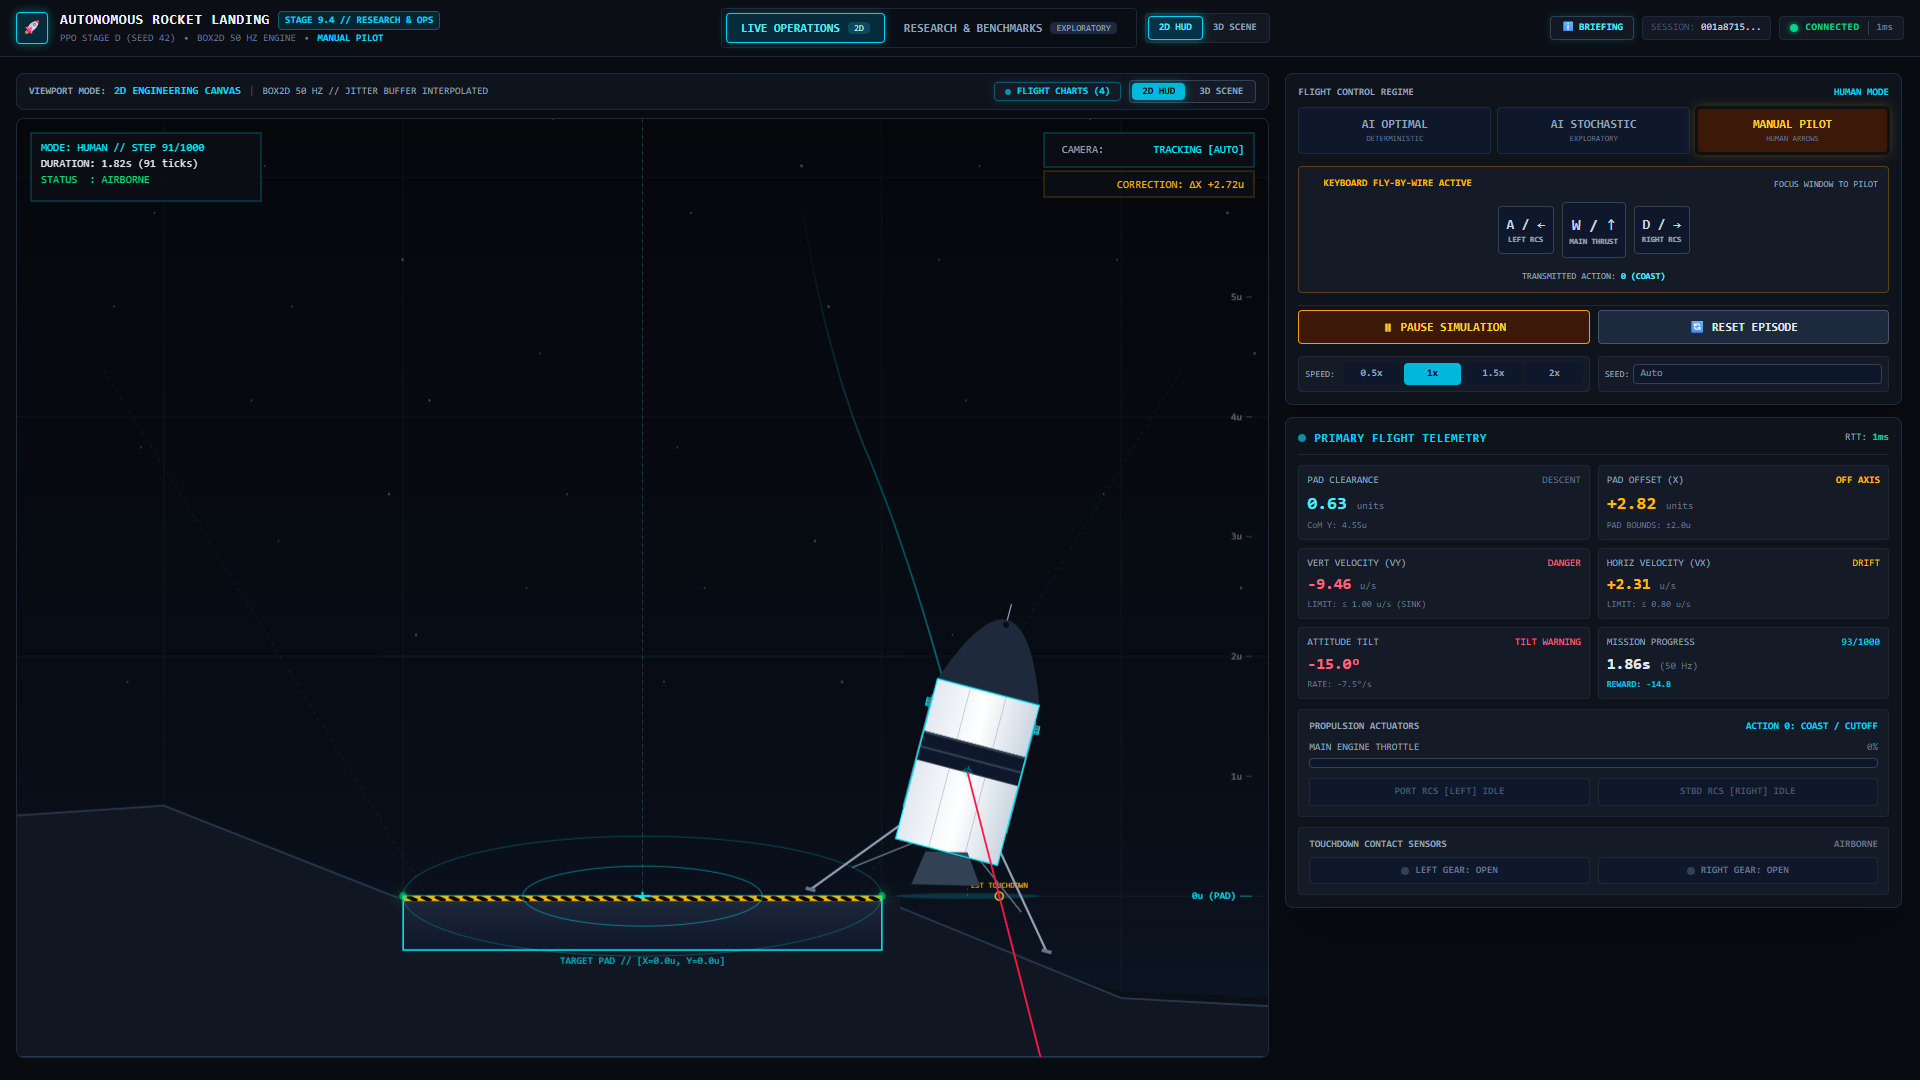 AUTONOMOUS ROCKET LANDING STAGE 9.4 // RESEARCH & OPS
PPO STAGE D (SEED 42) • BOX2D 50 HZ ENGINE • MANUAL PILOT
LIVE OPERATIONS 2D
RESEARCH & BENCHMARKS EXPLORATORY
2D HUD 3D SCENE
BRIEFING
SESSION: 001a8715...
CONNECTED 1ms
VIEWPORT MODE: 2D ENGINEERING CANVAS | BOX2D 50 HZ // JITTER BUFFER INTERPOLATED
FLIGHT CHARTS (4)
2D HUD 3D SCENE
MODE: HUMAN // STEP 91/1000
DURATION: 1.82s (91 ticks)
STATUS : AIRBORNE
CAMERA: TRACKING [AUTO]
CORRECTION: ΔX +2.72u
5u
4u
3u
2u
1u
0u (PAD)
EST TOUCHDOWN
TARGET PAD // [X=0.0u, Y=0.0u]
FLIGHT CONTROL REGIME HUMAN MODE
AI OPTIMAL
DETERMINISTIC
AI STOCHASTIC
EXPLORATORY
MANUAL PILOT
HUMAN ARROWS
KEYBOARD FLY-BY-WIRE ACTIVE FOCUS WINDOW TO PILOT
A / ←
LEFT RCS
W / ↑
MAIN THRUST
D / →
RIGHT RCS
TRANSMITTED ACTION: 0 (COAST)
PAUSE SIMULATION
RESET EPISODE
SPEED: 0.5x 1x 1.5x 2x
SEED: Auto
PRIMARY FLIGHT TELEMETRY RTT: 1ms
PAD CLEARANCE DESCENT
0.63 units
CoM Y: 4.55u
PAD OFFSET (X) OFF AXIS
+2.82 units
PAD BOUNDS: ±2.0u
VERT VELOCITY (VY) DANGER
-9.46 u/s
LIMIT: ≤ 1.00 u/s (SINK)
HORIZ VELOCITY (VX) DRIFT
+2.31 u/s
LIMIT: ≤ 0.80 u/s
ATTITUDE TILT TILT WARNING
-15.0°
RATE: -7.5°/s
MISSION PROGRESS 93/1000
1.86s (50 Hz)
REWARD: -14.8
PROPULSION ACTUATORS ACTION 0: COAST / CUTOFF
MAIN ENGINE THROTTLE 0%
PORT RCS [LEFT] IDLE
STBD RCS [RIGHT] IDLE
TOUCHDOWN CONTACT SENSORS AIRBORNE
LEFT GEAR: OPEN
RIGHT GEAR: OPEN